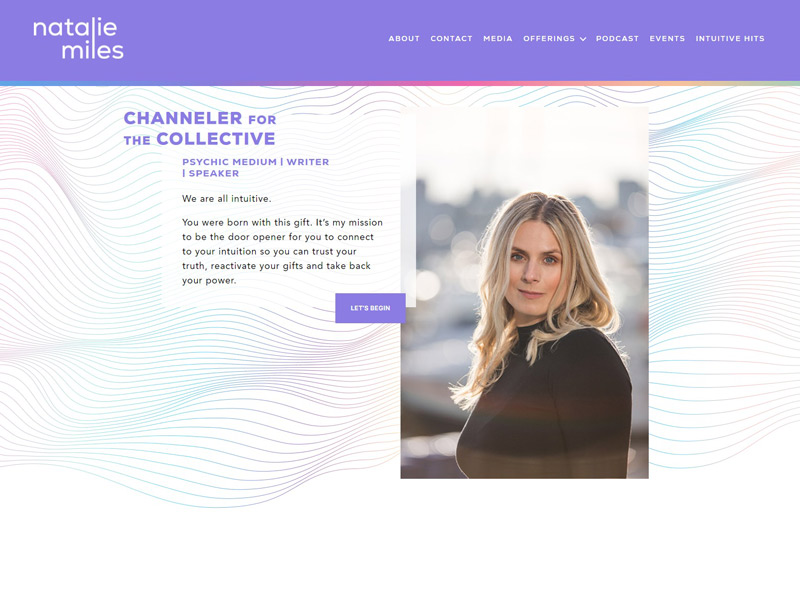 natalie
miles
ABOUT CONTACT MEDIA OFFERINGS PODCAST EVENTS INTUITIVE HITS
CHANNELER FOR
THE COLLECTIVE
PSYCHIC MEDIUM | WRITER
| SPEAKER
We are all intuitive.
You were born with this gift. It's my mission
to be the door opener for you to connect
to your intuition so you can trust your
truth, reactivate your gifts and take back
your power.
LET'S BEGIN